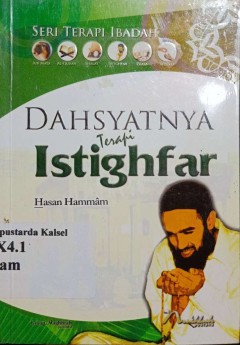 SERI TERAPI IBADAH
DAHSYATNYA
Terapi
Istighfar
Hasan Hammâm
pustarda Kalsel
X4.1
am